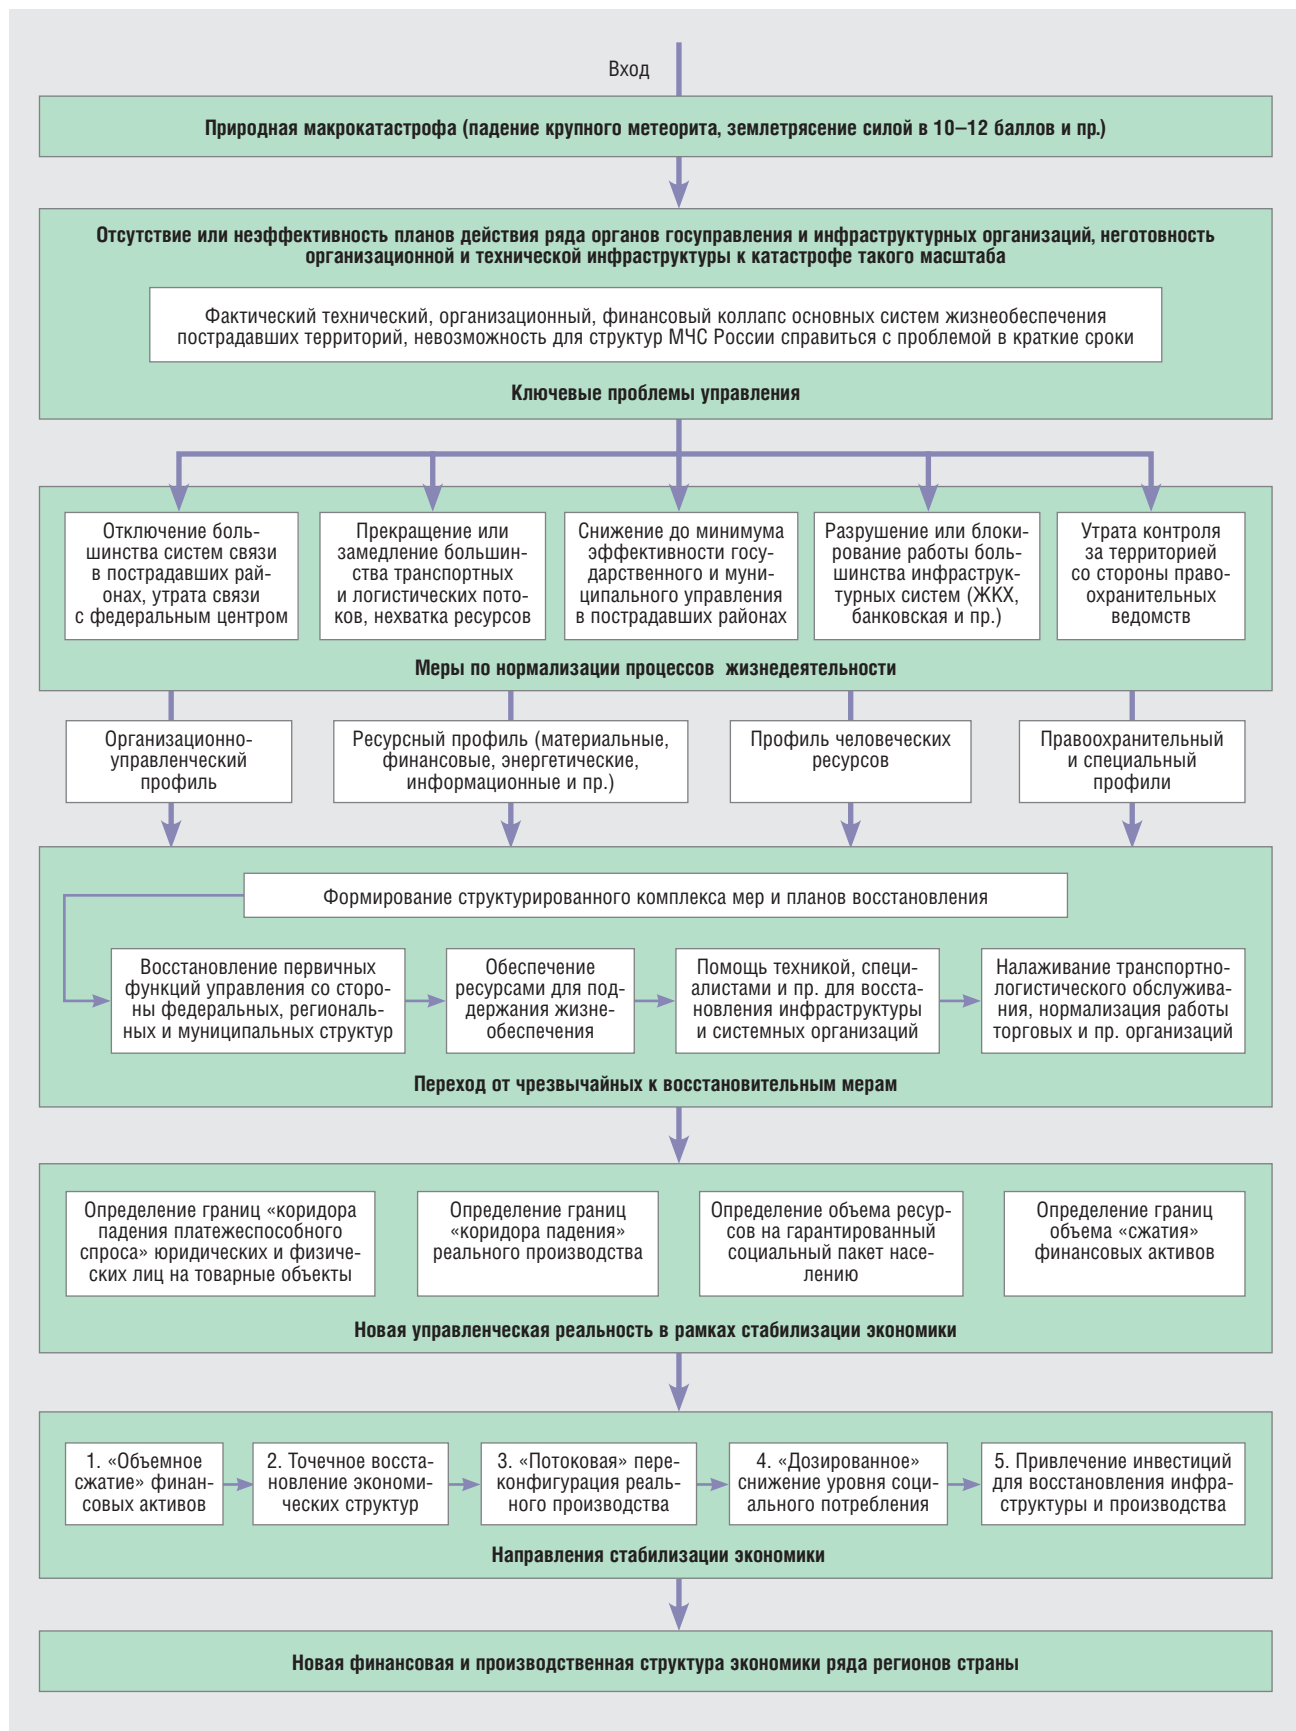 Вход
Природная макрокатастрофа (падение крупного метеорита, землетрясение силой в 10–12 баллов и пр.)
Отсутствие или неэффективность планов действия ряда органов госуправления и инфраструктурных организаций, неготовность
организационной и технической инфраструктуры к катастрофе такого масштаба
Фактический технический, организационный, финансовый коллапс основных систем жизнеобеспечения
пострадавших территорий, невозможность для структур МЧС России справиться с проблемой в краткие сроки
Ключевые проблемы управления
Отключение боль-
шинства систем связи
в пострадавших рай-
онах, утрата связи
с федеральным центром
Прекращение или
замедление большин-
ства транспортных
и логистических пото-
ков, нехватка ресурсов
Снижение до минимума
эффективности госу-
дарственного и муни-
ципального управления
в пострадавших районах
Разрушение или блоки-
рование работы боль-
шинства инфраструк-
турных систем (ЖКХ,
банковская и пр.)
Утрата контроля
за территорией
со стороны право-
охранительных
ведомств
Меры по нормализации процессов жизнедеятельности
Организационно-
управленческий
профиль
Ресурсный профиль (материальные,
финансовые, энергетические,
информационные и пр.)
Профиль человеческих
ресурсов
Правоохранительный
и специальный
профили
Формирование структурированного комплекса мер и планов восстановления
Восстановление первичных
функций управления со сторо-
ны федеральных, региональ-
ных и муниципальных структур
Обеспечение
ресурсами для под-
держания жизне-
обеспечения
Помощь техникой, специ-
алистами и пр. для восста-
новления инфраструктуры
и системных организаций
Налаживание транспортно-
логистического обслужива-
ния, нормализация работы
торговых и пр. организаций
Переход от чрезвычайных к восстановительным мерам
Определение границ «коридора
падения платежеспособного
спроса» юридических и физиче-
ских лиц на товарные объекты
Определение границ
«коридора падения»
реального производства
Определение объема ресур-
сов на гарантированный
социальный пакет насе-
лению
Определение границ
объема «сжатия»
финансовых активов
Новая управленческая реальность в рамках стабилизации экономики
1. «Объемное
сжатие» финан-
совых активов
2. Точечное восста-
новление экономи-
ческих структур
3. «Потоковая» пере-
конфигурация реаль-
ного производства
4. «Дозированное»
снижение уровня соци-
ального потребления
5. Привлечение инвестиций
для восстановления инфра-
структуры и производства
Направления стабилизации экономики
Новая финансовая и производственная структура экономики ряда регионов страны